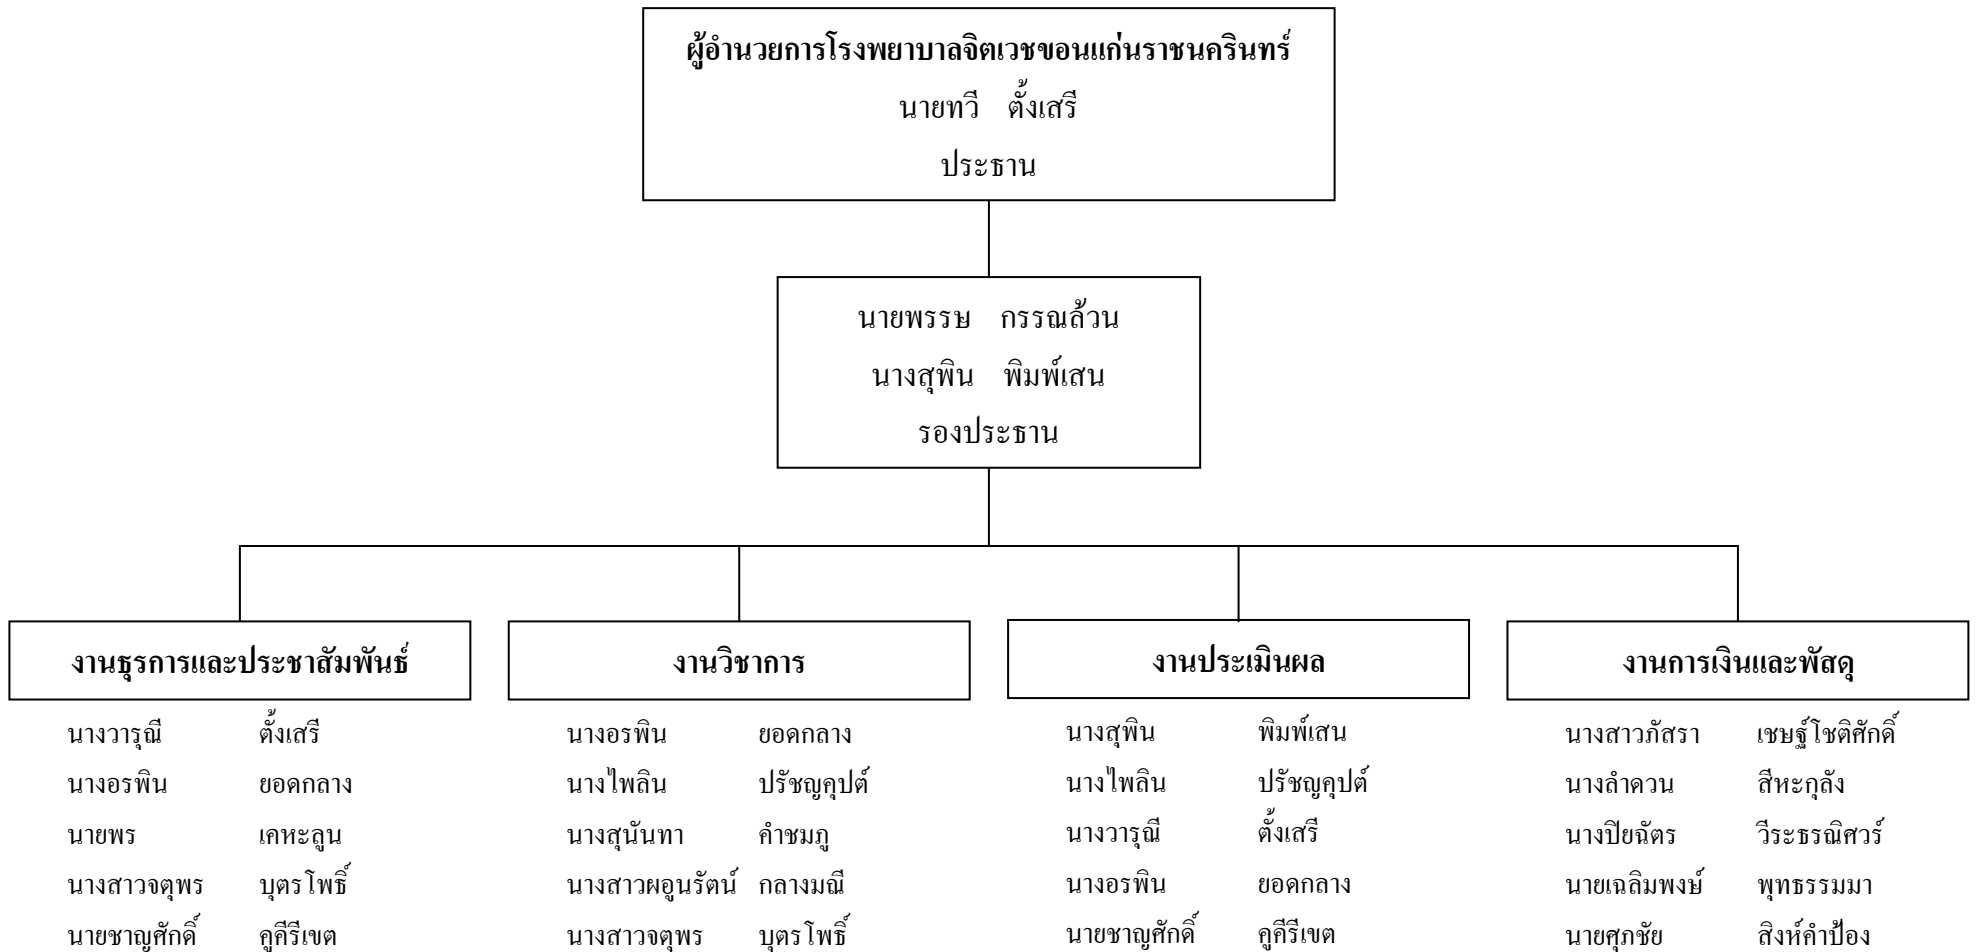 ผู้อำนวยการโรงพยาบาลจิตเวชขอนแก่นราชนครินทร์
นายทวี ตั้งเสรี
ประธาน
นายพรรษ กรรณล้วน
นางสุพิน พิมพ์เสน
รองประธาน
งานธุรการและประชาสัมพันธ์
นางวารุณี ตั้งเสรี
นางอรพิน ยอดกลาง
นายพร เคหะลูน
นางสาวจตุพร บุตรโพธิ์
นายชาญศักดิ์ คูคีรีเขต
งานวิชาการ
นางอรพิน ยอดกลาง
นางไพลิน ปรัชญคุปต์
นางสุนันทา คำชมภู
นางสาวผอูนรัตน์ กลางมณี
นางสาวจตุพร บุตรโพธิ์
งานประเมินผล
นางสุพิน พิมพ์เสน
นางไพลิน ปรัชญคุปต์
นางวารุณี ตั้งเสรี
นางอรพิน ยอดกลาง
นายชาญศักดิ์ คูคีรีเขต
งานการเงินและพัสดุ
นางสาวภัสรา เชษฐ์โชติศักดิ์
นางลำดวน สีหะกุลัง
นางปิยฉัตร วีระธรณิศวร์
นายเฉลิมพงษ์ พุทธรรมมา
นายศุภชัย สิงห์คำป้อง